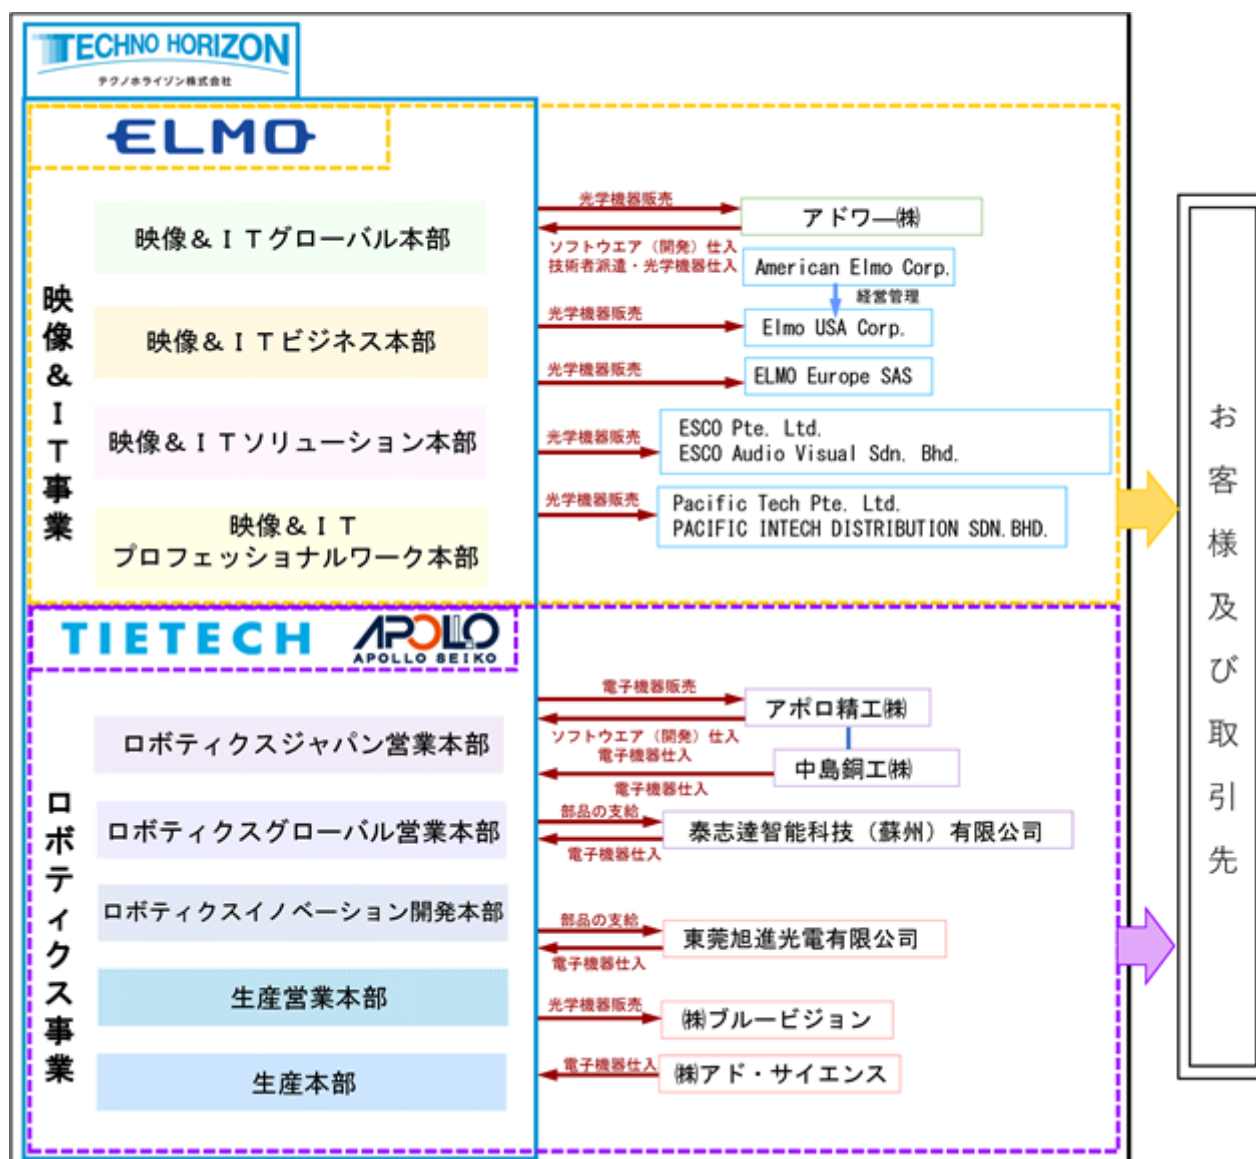 TECHNO HORIZON
テクノホライゾン株式会社
ELMO
映像&IT事業
映像&ITグローバル本部
映像&ITビジネス本部
映像&ITソリューション本部
映像&IT
プロフェッショナルワーク本部
光学機器販売
アドワー㈱
ソフトウエア（開発）仕入
技術者派遣・光学機器仕入
American Elmo Corp.
経営管理
光学機器販売
Elmo USA Corp.
光学機器販売
ELMO Europe SAS
光学機器販売
ESCO Pte. Ltd.
ESCO Audio Visual Sdn. Bhd.
光学機器販売
Pacific Tech Pte. Ltd.
PACIFIC INTECH DISTRIBUTION SDN.BHD.
TIETECH
APOLLO
APOLLO SEIKO
ロボティクス事業
ロボティクスジャパン営業本部
ロボティクスグローバル営業本部
ロボティクスイノベーション開発本部
生産営業本部
生産本部
電子機器販売
アポロ精工㈱
ソフトウエア（開発）仕入
電子機器仕入
中島銅工㈱
電子機器仕入
部品の支給
泰志達智能科技（蘇州）有限公司
電子機器仕入
部品の支給
東莞旭進光電有限公司
電子機器仕入
光学機器販売
㈱ブルービジョン
電子機器仕入
㈱アド・サイエンス
お客様及び取引先